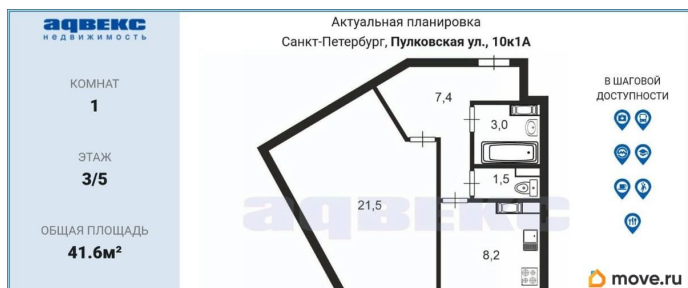 адвекс
недвижимость
КОМНАТ
1
ЭТАЖ
3/5
ОБЩАЯ ПЛОЩАДЬ
41.6м²
Актуальная планировка
Санкт-Петербург, Пулковская ул., 10к1А
7,4
3,0
1,5
21,5
адвекс
8,2
В ШАГОВОЙ
ДОСТУПНОСТИ
move.ru